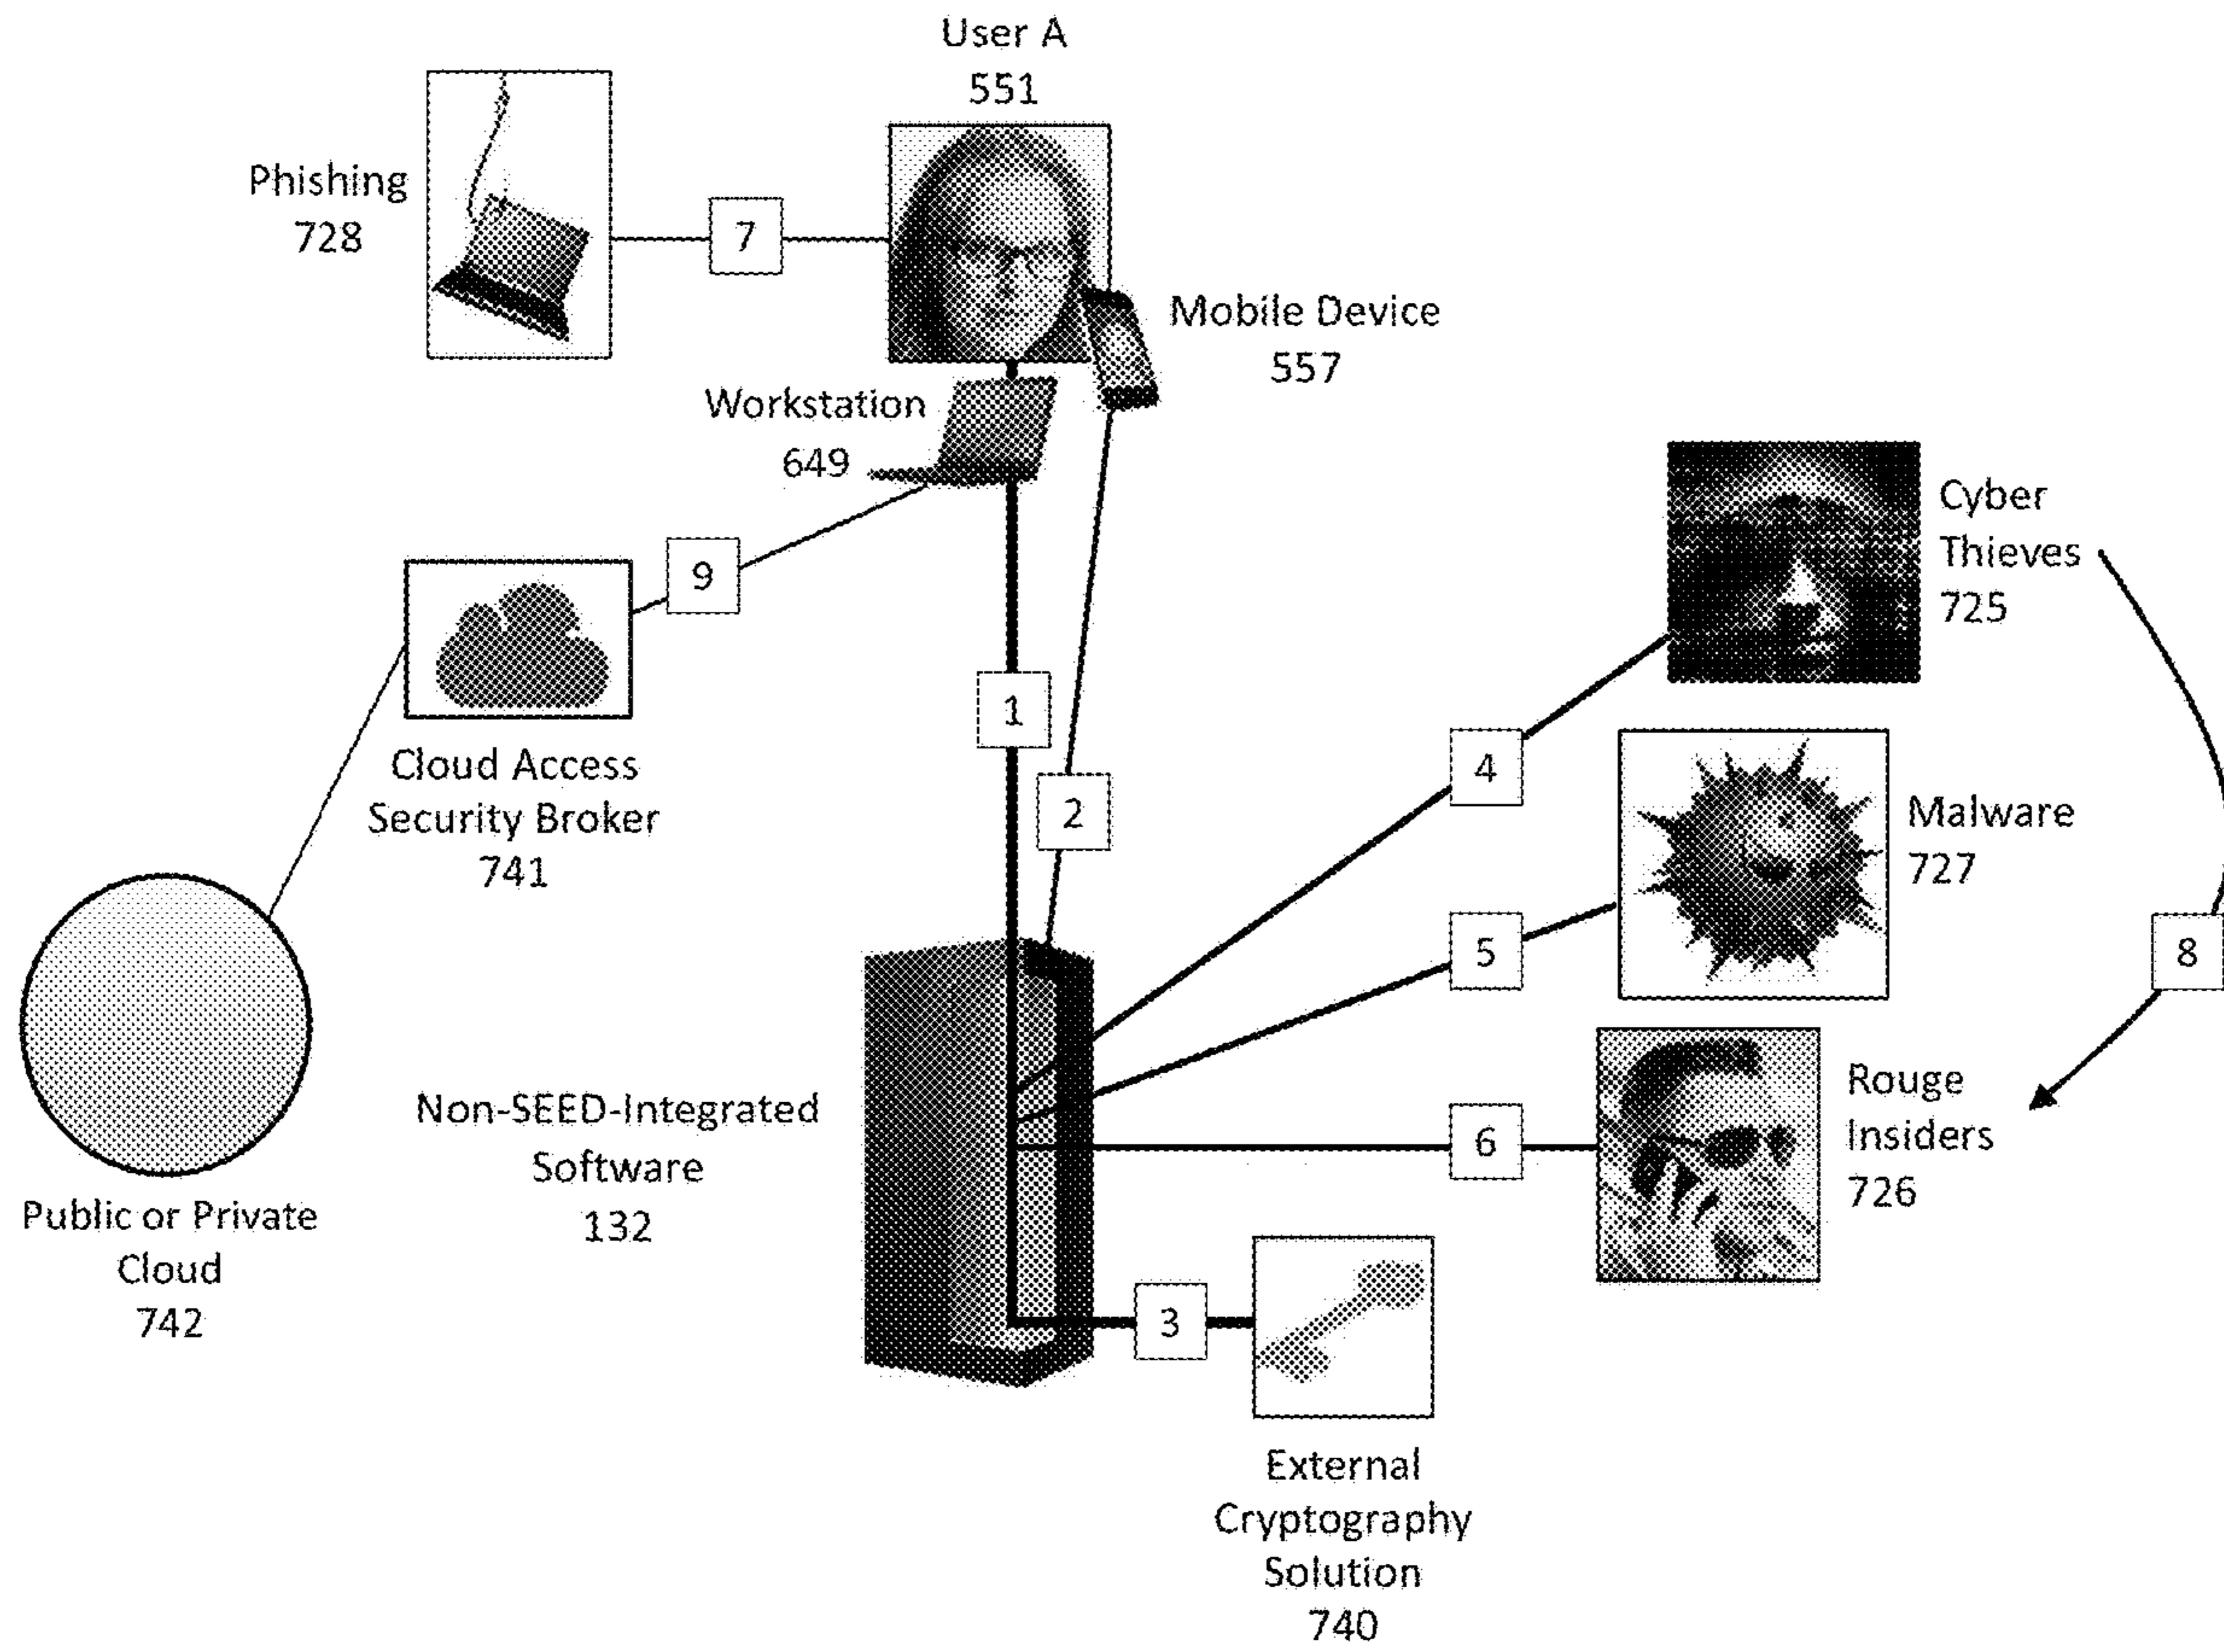 User A
551
Phishing
728
7
Mobile Device
557
Workstation
649
Cyber
Thieves
725
9
1
4
2
Cloud Access
Security Broker
741
Malware
727
5
8
Non-SEED-Integrated
Software
132
6
Rouge
Insiders
726
Public or Private
Cloud
742
3
External
Cryptography
Solution
740